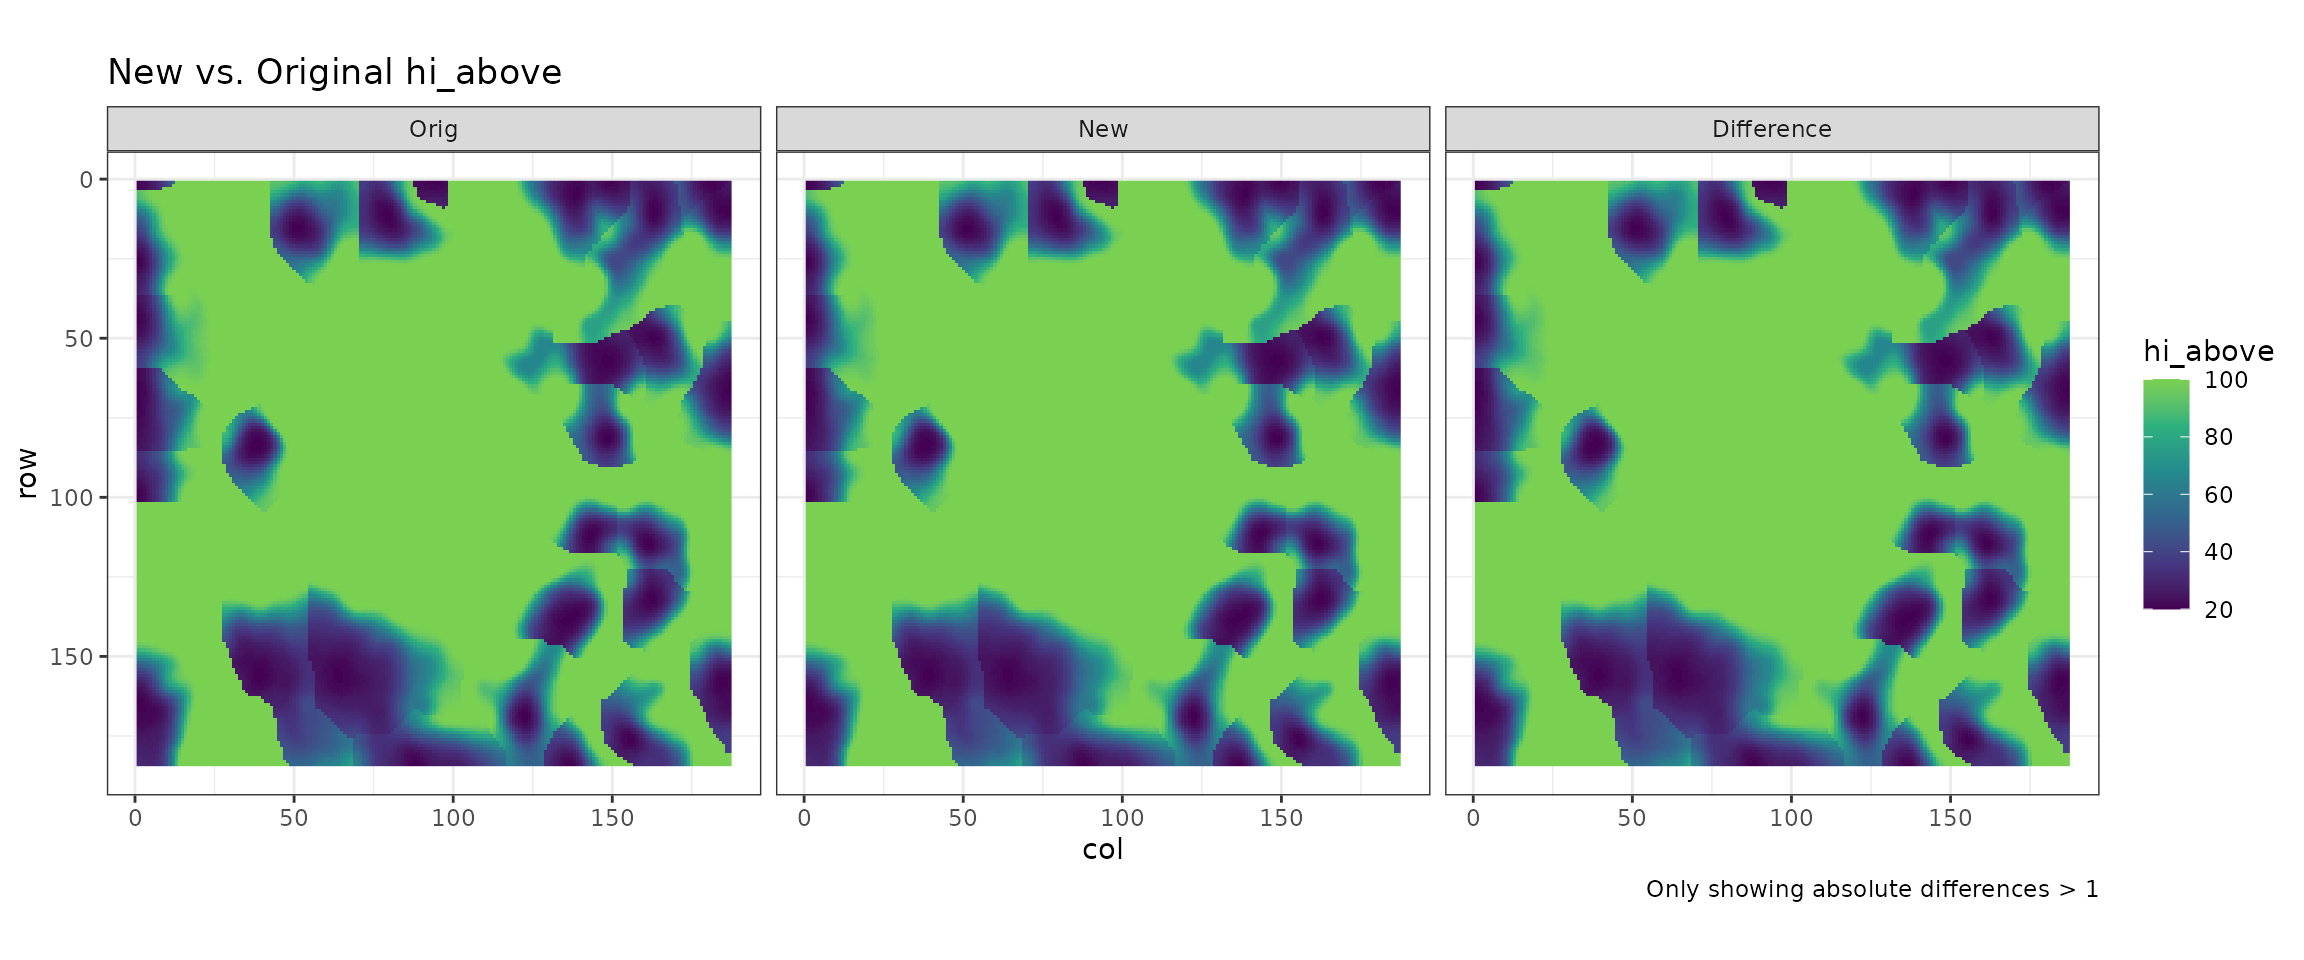 New vs. Original hi_above
Orig New Difference
row
0
50
100
150
0 50 100 150 0 50 100 150 0 50 100 150
col
hi_above
100
80
60
40
20
Only showing absolute differences > 1